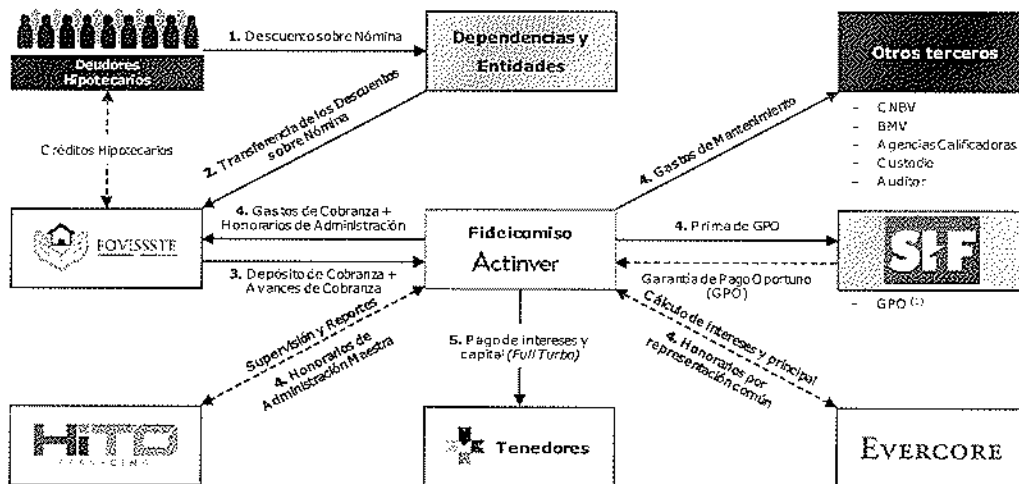 Deudores
Hipotecarios
1. Descuento sobre Nómina
Dependencias y
Entidades
Otros terceros
- CNBV
- BMV
- Agencias Calificadoras
- Custodio
- Auditor
Créditos Hipotecarios
2. Transferencia de los Descuentos
sobre Nómina
4. Gastos de Mantenimiento
FOVISSSTE
4. Gastos de Cobranza +
Honorarios de Administración
3. Depósito de Cobranza +
Avances de Cobranza
Fideicomiso
Actinver
4. Prima de GPO
Garantía de Pago Oportuno
(GPO)
SHF
- GPO (1)
Supervisión y Reportes
4. Honorarios de
Administración Maestra
5. Pago de intereses y
capital (Full Turbo)
Cálculo de intereses y principal
4. Honorarios por
representación común
HiTO
Tenedores
EVERCORE